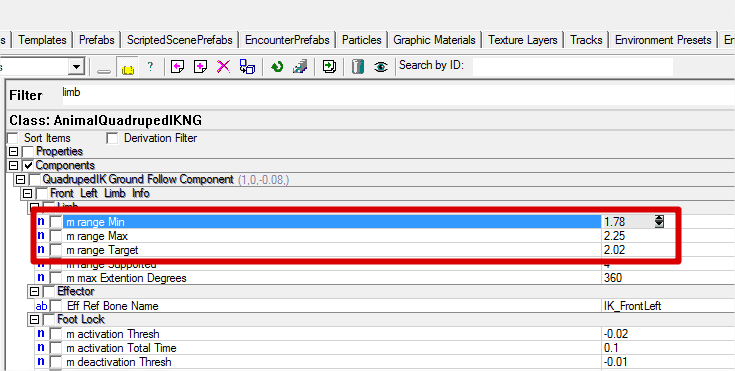 s Templates Prefabs ScriptedScenePrefabs EncounterPrefabs Particles Graphic Materials Texture Layers Tracks Environment Presets En
s ? Search by ID:
Filter limb
Class: AnimalQuadrupedIKNG
Sort Items Derivation Filter
Properties
Components
QuadrupedIK Ground Follow Component (1,0,-0.08,)
Front Left Limb Info
Limb
n m range Min 1.78
n m range Max 2.25
n m range Target 2.02
n m range Supported 4
n m max Extention Degrees 360
Effector
ab Eff Ref Bone Name IK_FrontLeft
Foot Lock
n m activation Thresh -0.02
n m activation Total Time 0.1
n m deactivation Thresh -0.01